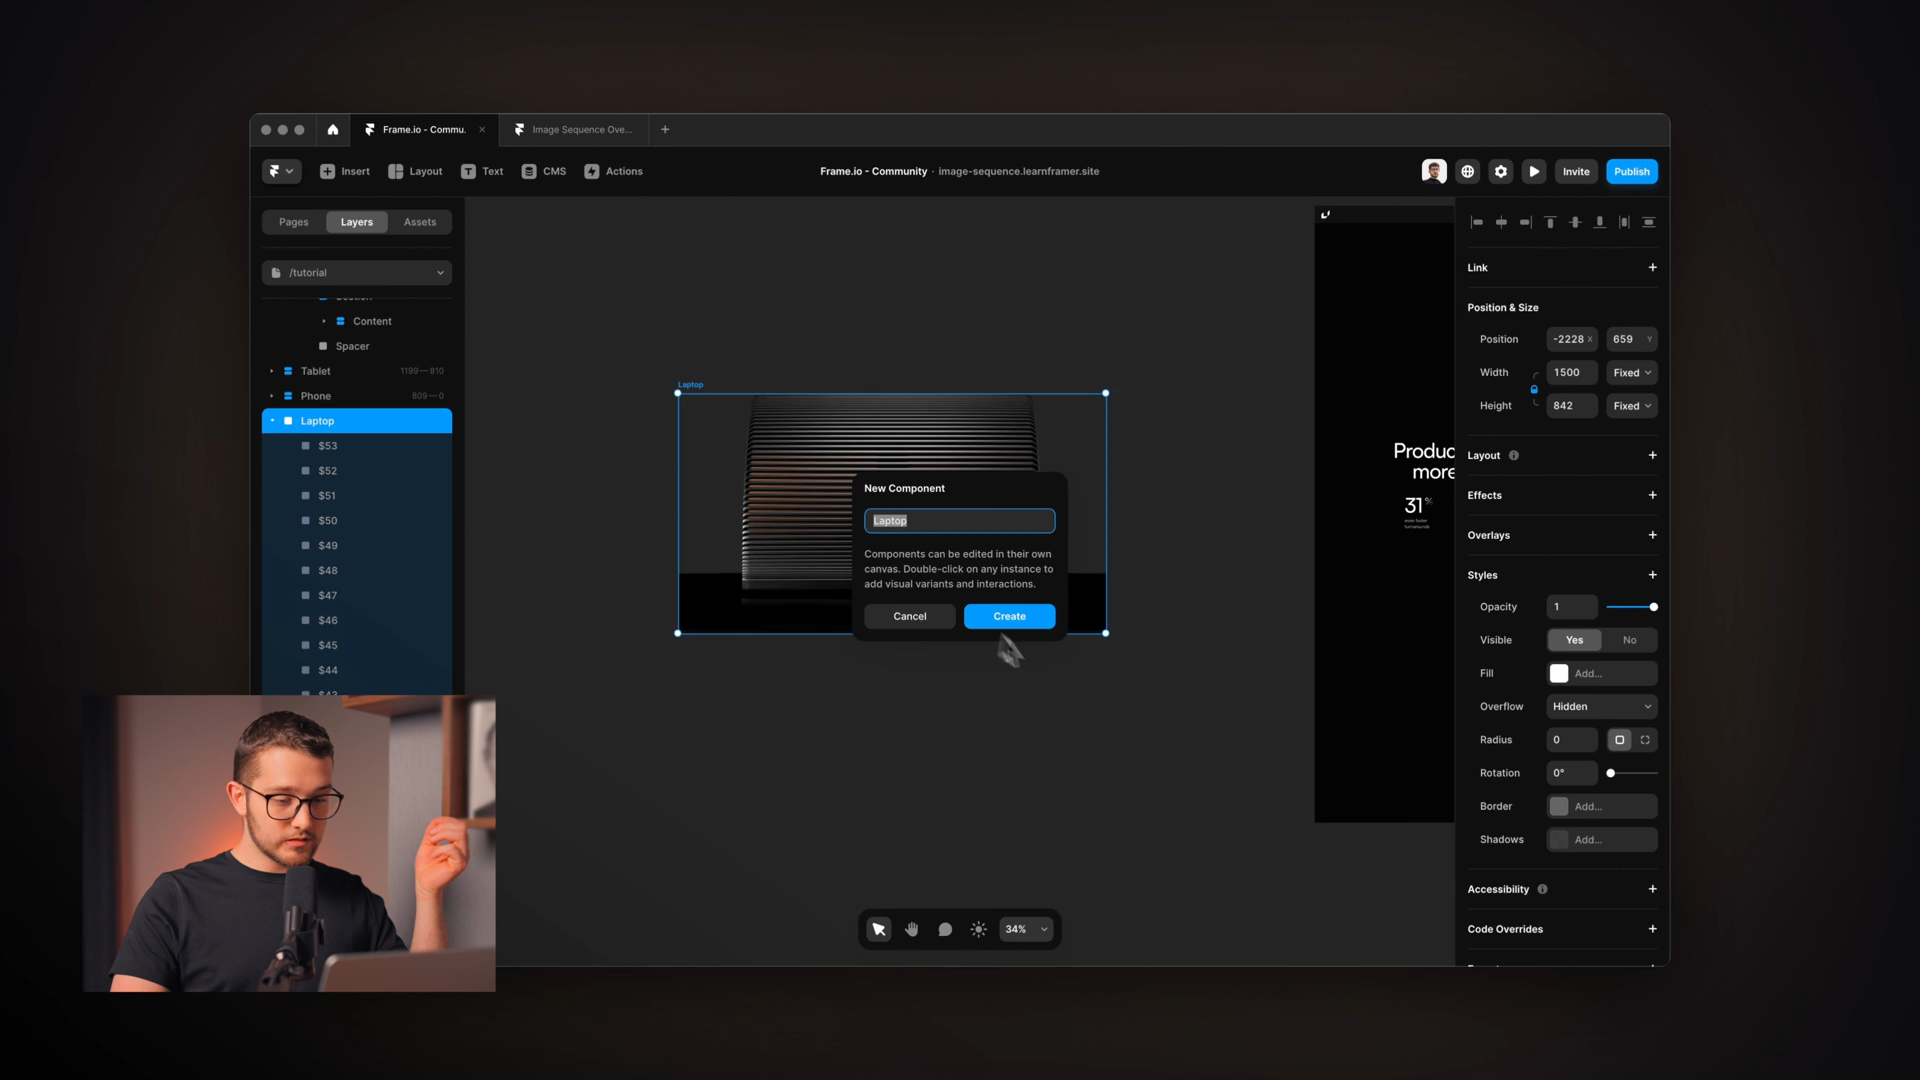 Frame.io - Commu.
Image Sequence Ove...
Insert
Layout
Text
CMS
Actions
Frame.io - Community · image-sequence.learnframer.site
Invite
Publish
Pages
Layers
Assets
/tutorial
Content
Spacer
Tablet
1199—810
Phone
809—0
Laptop
$53
$52
$51
$50
$49
$48
$47
$46
$45
$44
Laptop
New Component
Laptop
Components can be edited in their own
canvas. Double-click on any instance to
add visual variants and interactions.
Cancel
Create
Produc
more
31%
34%
Link
Position & Size
Position
-2228 X
659 Y
Width
1500
Fixed
Height
842
Fixed
Layout
Effects
Overlays
Styles
Opacity
1
Visible
Yes
No
Fill
Add...
Overflow
Hidden
Radius
0
Rotation
0°
Border
Add...
Shadows
Add...
Accessibility
Code Overrides